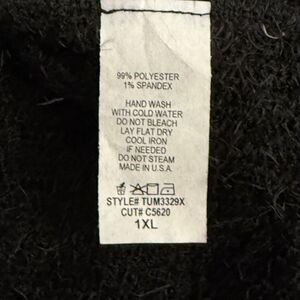 99% POLYESTER
1% SPANDEX
HAND WASH
WITH COLD WATER
DO NOT BLEACH
LAY FLAT DRY
COOL IRON
IF NEEDED
DO NOT STEAM
MADE IN U.S.A.
STYLE# TUM3329X
CUT# C5620
1XL